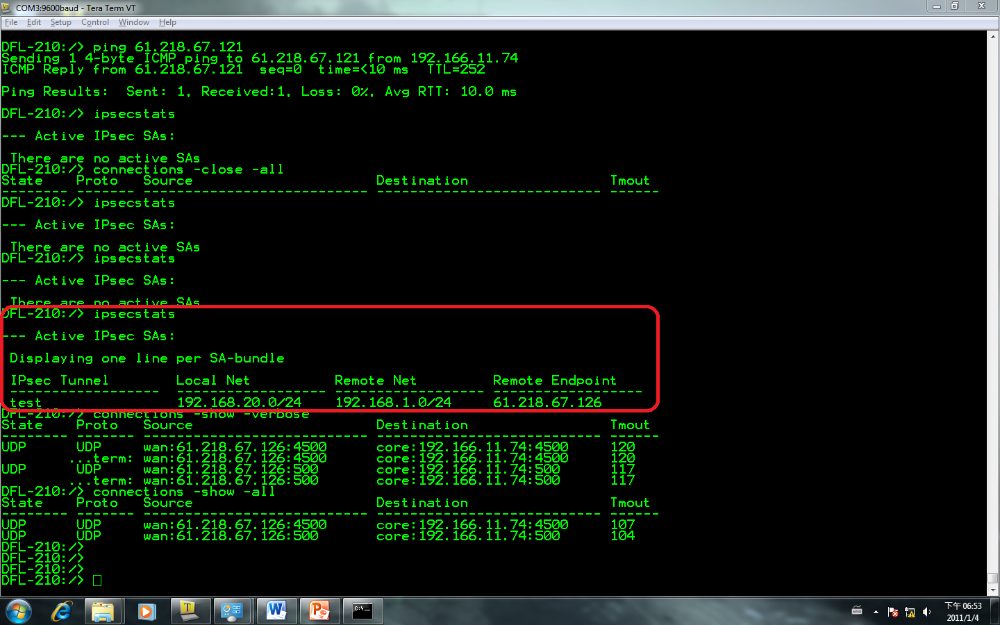 COM3:9600baud - Tera Term VT
File Edit Setup Control Window Help
DFL-210:/> ping 61.218.67.121
Sending 1 4-byte ICMP ping to 61.218.67.121 from 192.166.11.74
ICMP Reply from 61.218.67.121  seq=0  time=<10 ms  TTL=252
Ping Results:  Sent: 1, Received:1, Loss: 0%, Avg RTT: 10.0 ms
DFL-210:/> ipsecstats
--- Active IPsec SAs:
There are no active SAs
DFL-210:/> connections -close -all
State    Proto   Source                      Destination                 Tmout
-------- ------- --------------------------- --------------------------- ------
DFL-210:/> ipsecstats
--- Active IPsec SAs:
There are no active SAs
DFL-210:/> ipsecstats
--- Active IPsec SAs:
There are no active SAs
DFL-210:/> ipsecstats
--- Active IPsec SAs:
Displaying one line per SA-bundle
IPsec Tunnel        Local Net          Remote Net         Remote Endpoint
------------------  ------------------ ------------------ ------------------
test                192.168.20.0/24    192.168.1.0/24     61.218.67.126
DFL-210:/> connections -show -verbose
State    Proto   Source                      Destination                 Tmout
-------- ------- --------------------------- --------------------------- ------
UDP      UDP     wan:61.218.67.126:4500      core:192.166.11.74:4500     120
...term: wan:61.218.67.126:4500      core:192.166.11.74:4500     120
UDP      UDP     wan:61.218.67.126:500       core:192.166.11.74:500      117
...term: wan:61.218.67.126:500       core:192.166.11.74:500      117
DFL-210:/> connections -show -all
State    Proto   Source                      Destination                 Tmout
-------- ------- --------------------------- --------------------------- ------
UDP      UDP     wan:61.218.67.126:4500      core:192.166.11.74:4500     107
UDP      UDP     wan:61.218.67.126:500       core:192.166.11.74:500      104
DFL-210:/>
DFL-210:/>
DFL-210:/>
DFL-210:/>
下午 06:53
2011/1/4